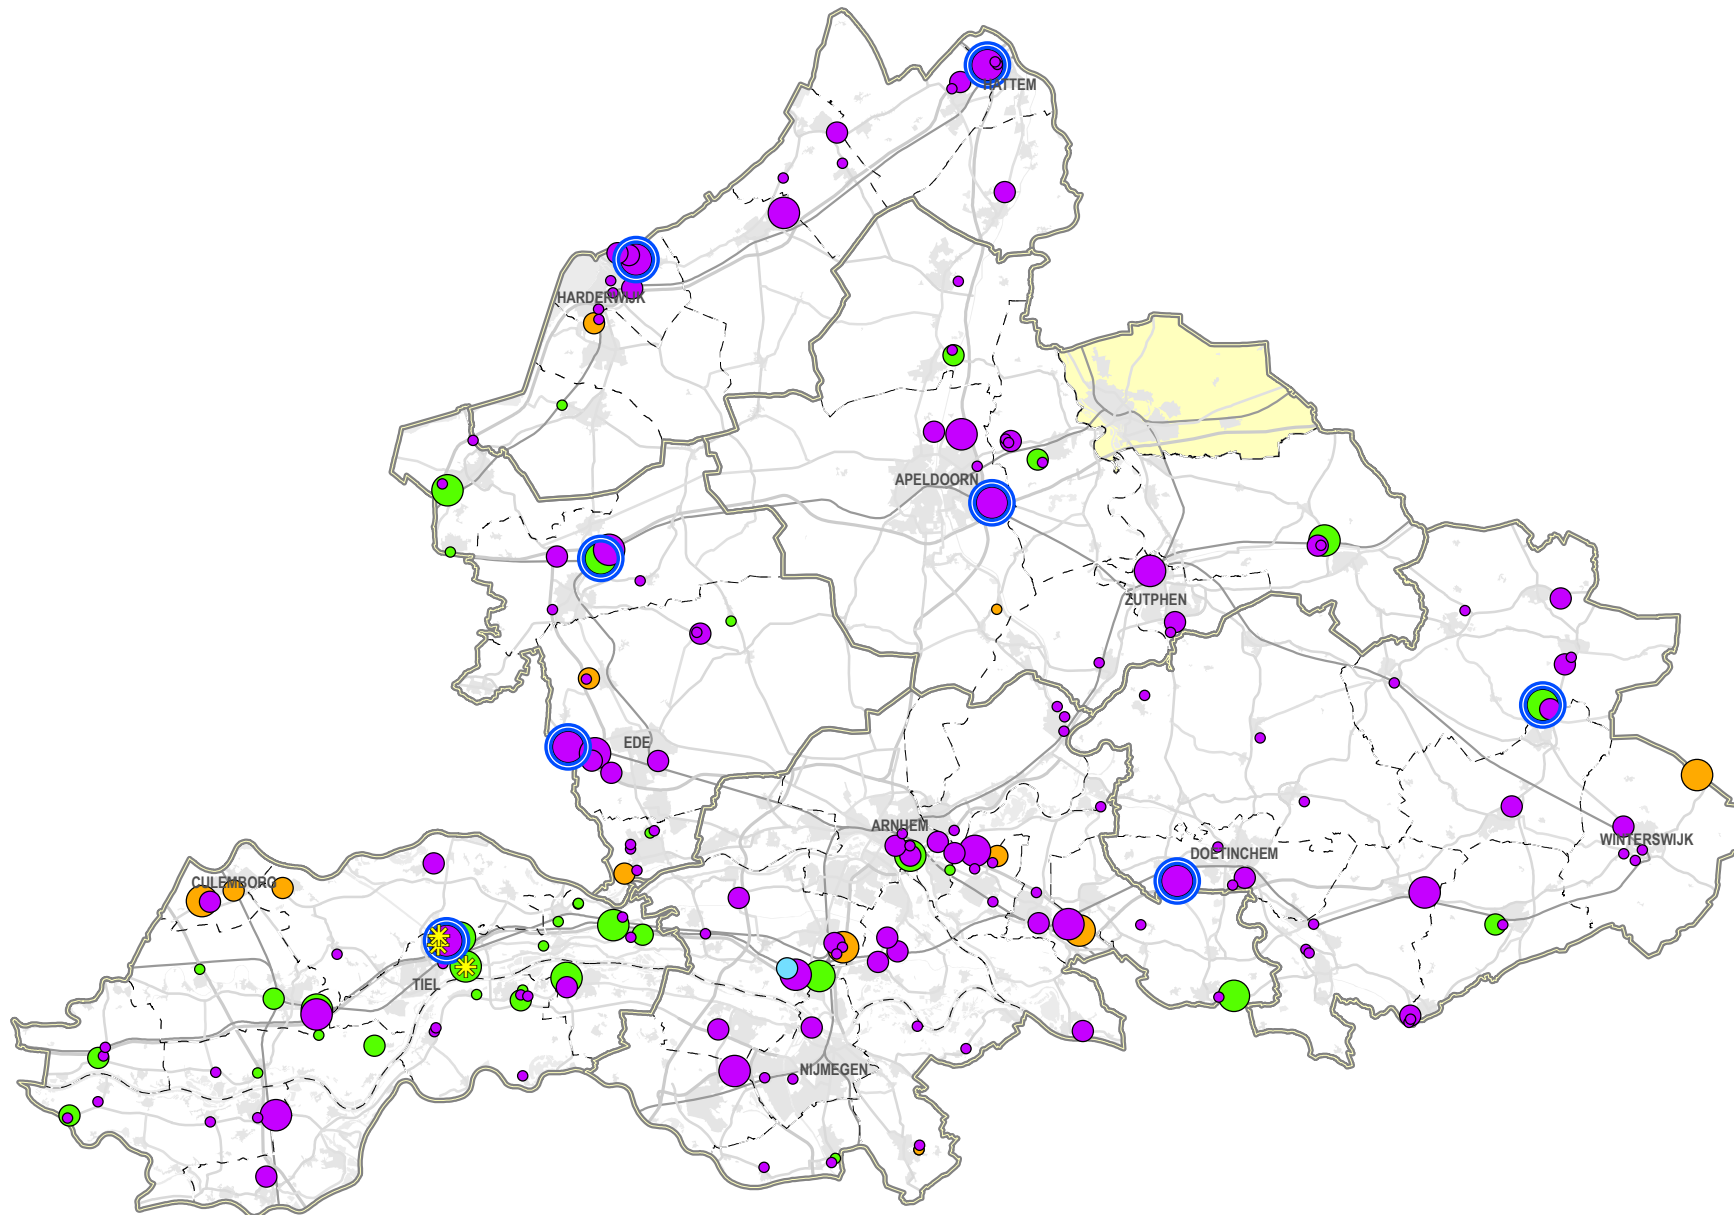 HATTEM
HARDERWIJK
APELDOORN
ZUTPHEN
EDE
ARNHEM
WINTERSWIJK
DOETINCHEM
CULEMBORG
TIEL
NIJMEGEN